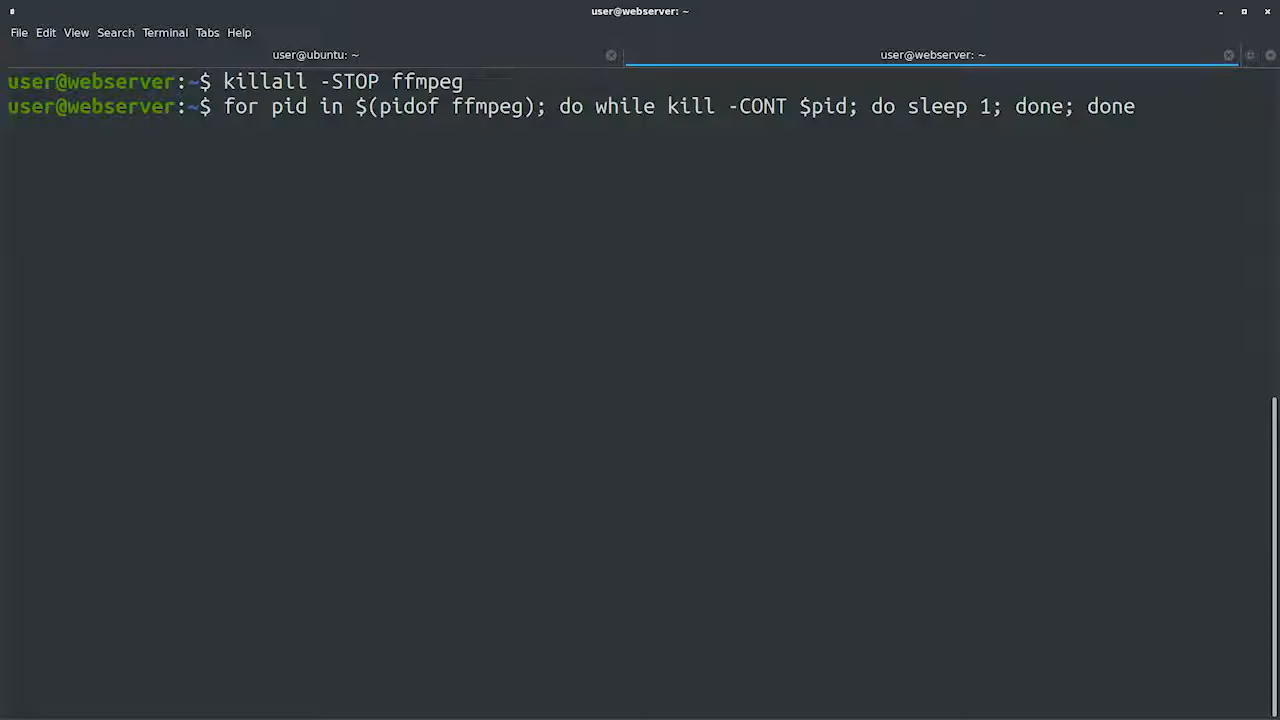 user@webserver: ~
File Edit View Search Terminal Tabs Help
user@ubuntu: ~ user@webserver: ~
user@webserver:~$ killall -STOP ffmpeg
user@webserver:~$ for pid in $(pidof ffmpeg); do while kill -CONT $pid; do sleep 1; done; done